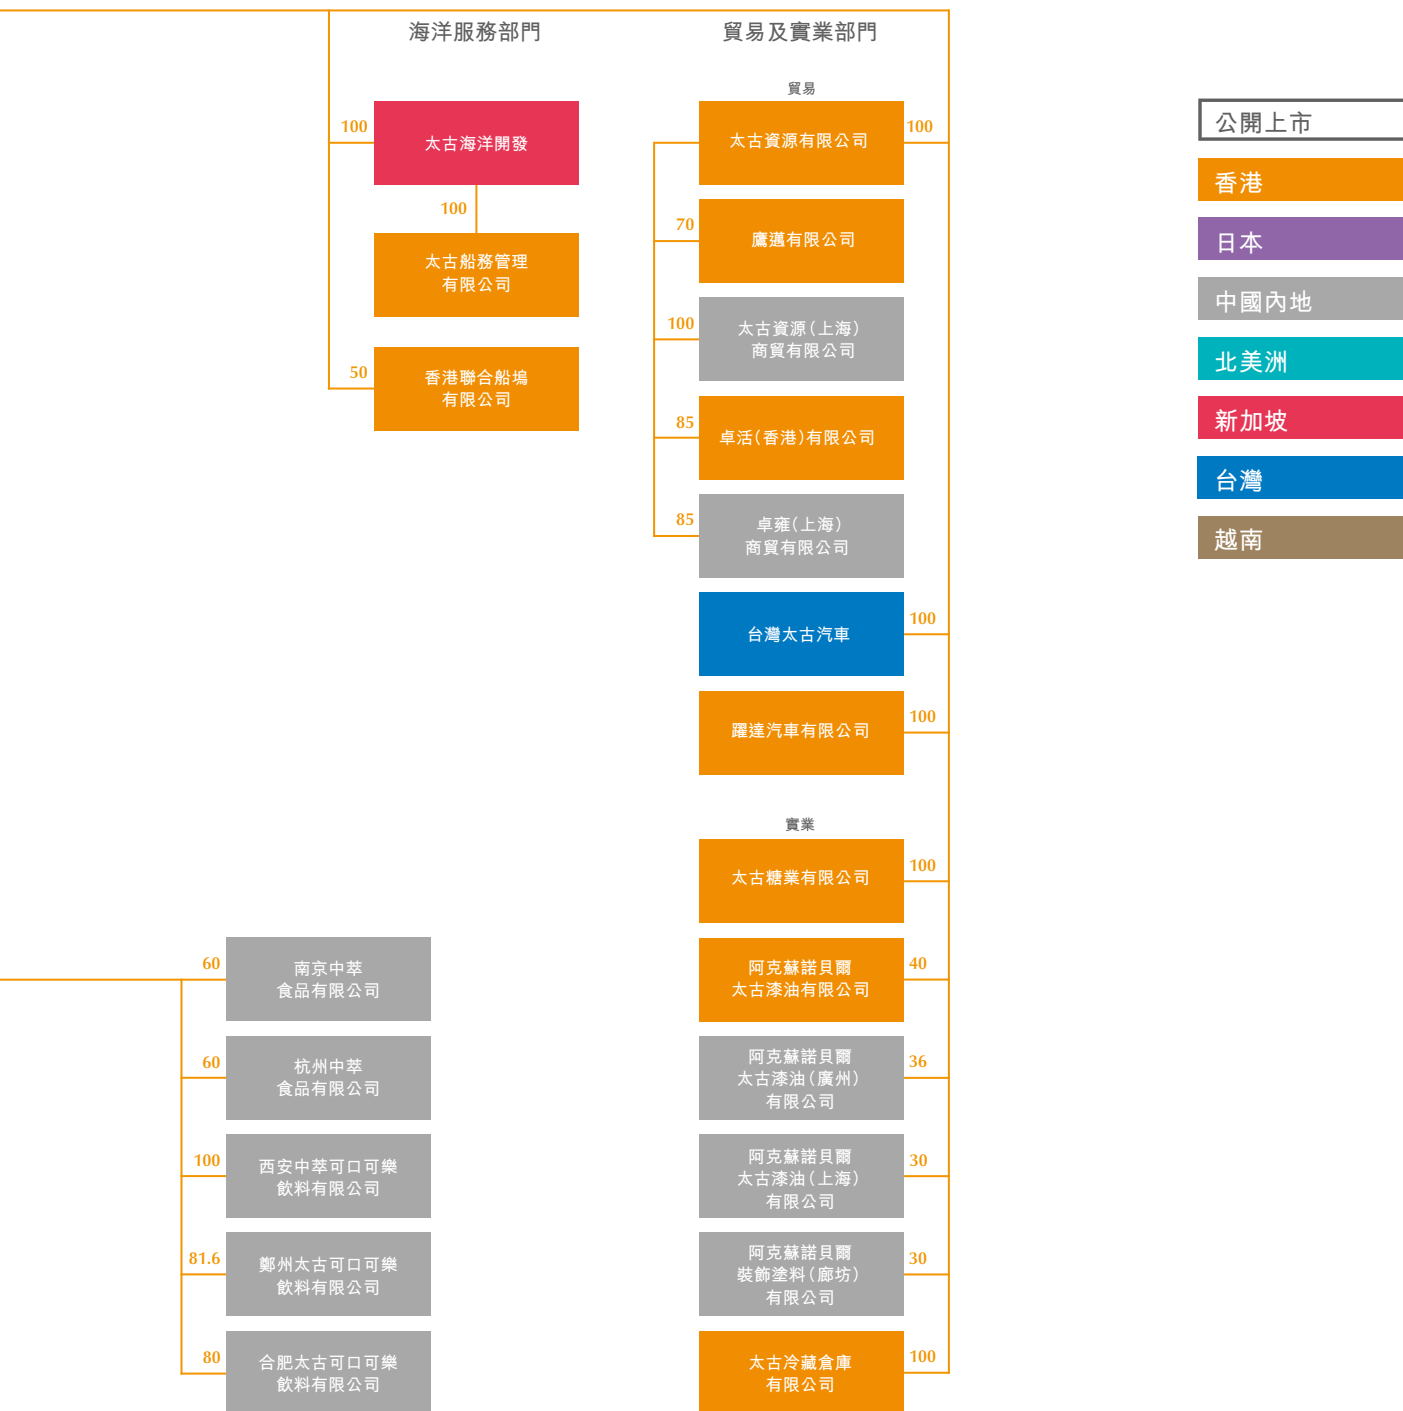 海洋服務部門
100
太古海洋開發
100
太古船務管理
有限公司
50
香港聯合船塢
有限公司
貿易及實業部門
貿易
太古資源有限公司
100
70
鷹邁有限公司
100
太古資源（上海）
商貿有限公司
85
卓活（香港）有限公司
85
卓雍（上海）
商貿有限公司
台灣太古汽車
100
躍達汽車有限公司
100
實業
太古糖業有限公司
100
阿克蘇諾貝爾
太古漆油有限公司
40
阿克蘇諾貝爾
太古漆油（廣州）
有限公司
36
阿克蘇諾貝爾
太古漆油（上海）
有限公司
30
阿克蘇諾貝爾
裝飾塗料（廊坊）
有限公司
30
太古冷藏倉庫
有限公司
100
60
南京中萃
食品有限公司
60
杭州中萃
食品有限公司
100
西安中萃可口可樂
飲料有限公司
81.6
鄭州太古可口可樂
飲料有限公司
80
合肥太古可口可樂
飲料有限公司
公開上市
香港
日本
中國內地
北美洲
新加坡
台灣
越南